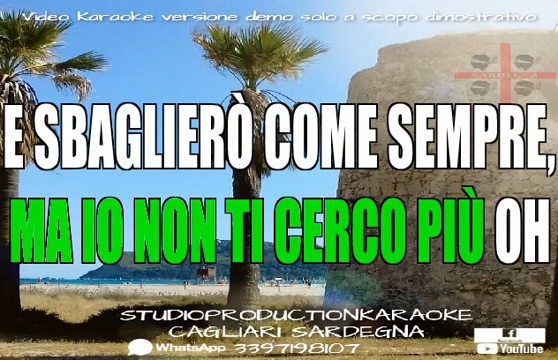 Video Karaoke versione demo solo a scopo dimostrativo
SARDEGNA
E SBAGLIERÒ COME SEMPRE,
MA IO NON TI CERCO PIÙ OH
STUDIOPRODUCTIONKARAOKE
CAGLIARI SARDEGNA
WhatsApp 3397198107
f
YouTube